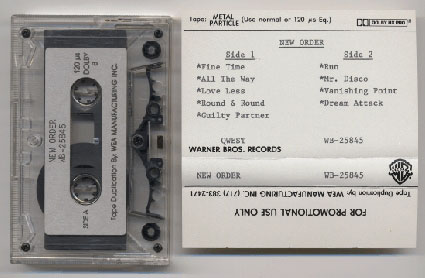 NEW ORDER
WB-25845
SIDE A
120 µs
DOLBY
Tape Duplication By: WEA MANUFACTURING INC.
Tape: METAL PARTICLE (Use normal or 120 µs Eq.)
DOLBY
NEW ORDER
Side 1
Side 2
*Fine Time
*Run
*All The Way
*Mr. Disco
*Love Less
*Vanishing Point
*Round & Round
*Dream Attack
*Guilty Partner
QWEST
WB-25845
WARNER BROS. RECORDS
NEW ORDER
WB-25845
Tape Duplication by: WEA MANUFACTURING INC. (717) 383-2471
FOR PROMOTIONAL USE ONLY